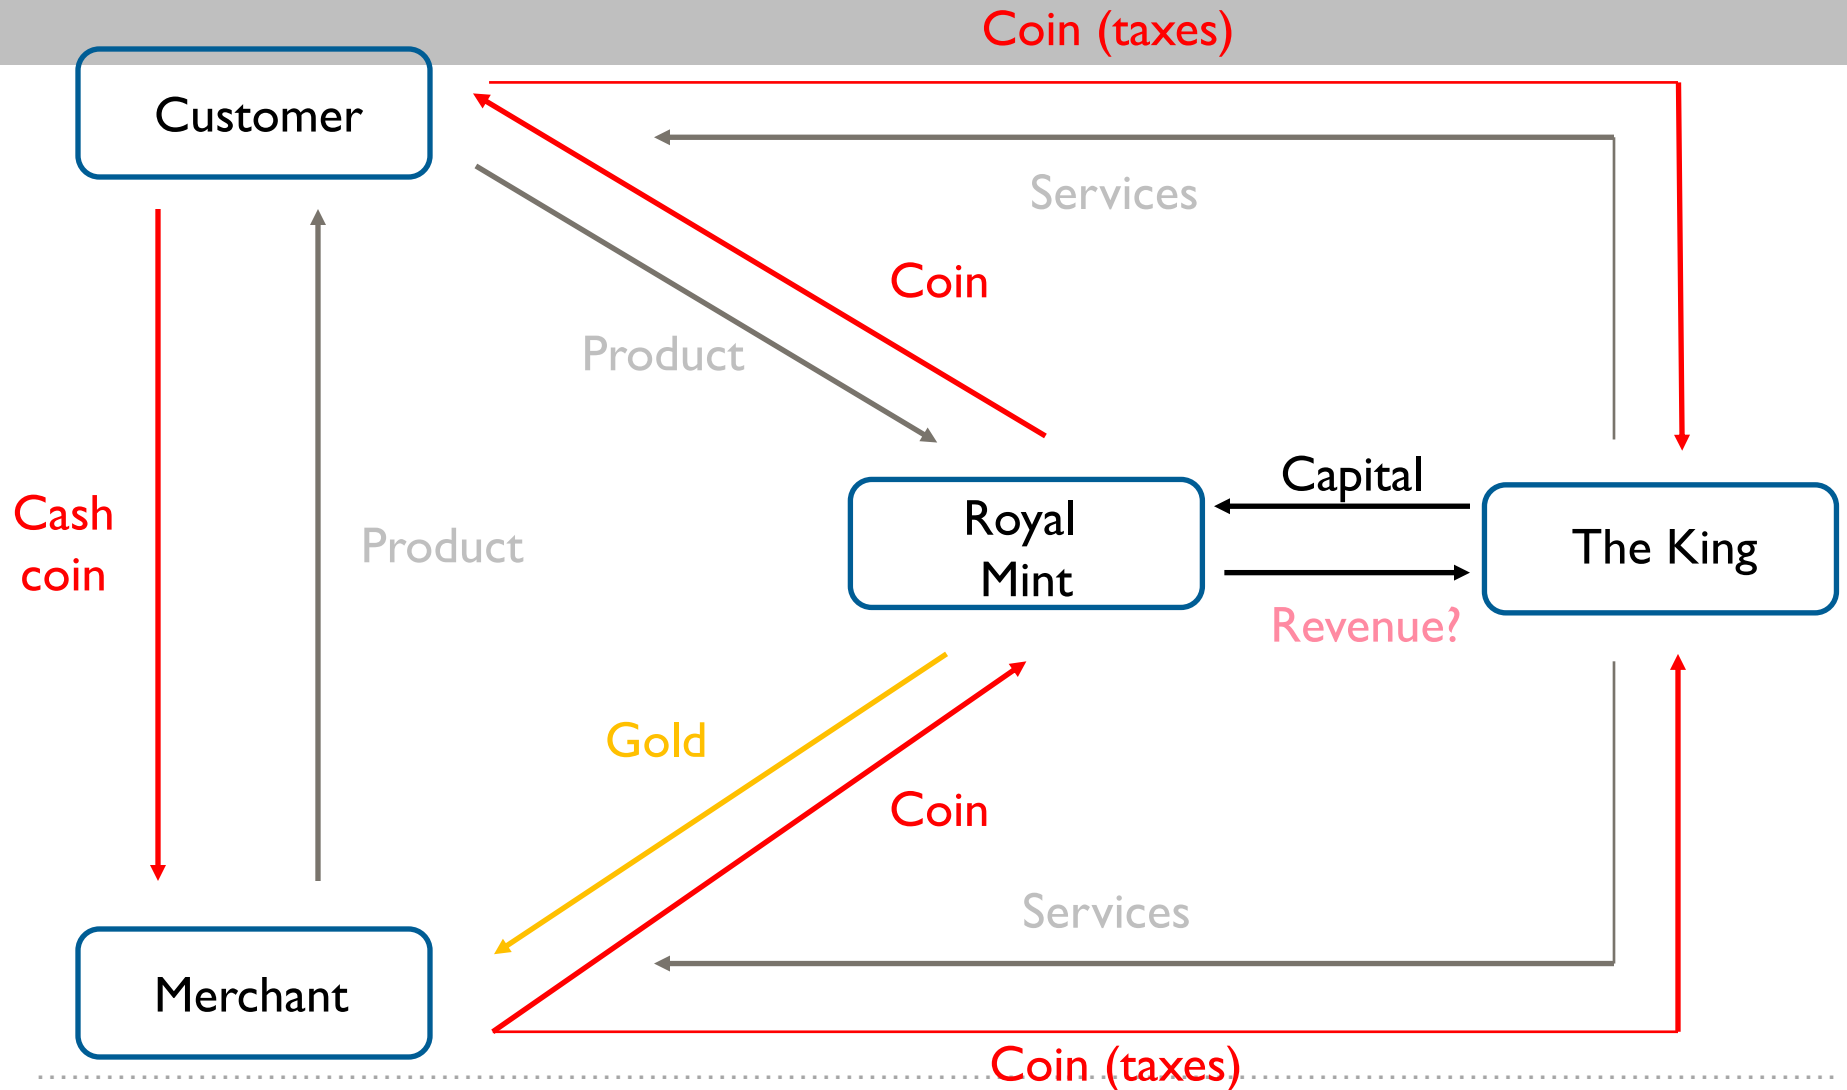 Coin (taxes)
Customer
Services
Coin
Product
Capital
Cash
coin
Product
Royal
Mint
The King
Revenue?
Gold
Coin
Services
Merchant
Coin (taxes)